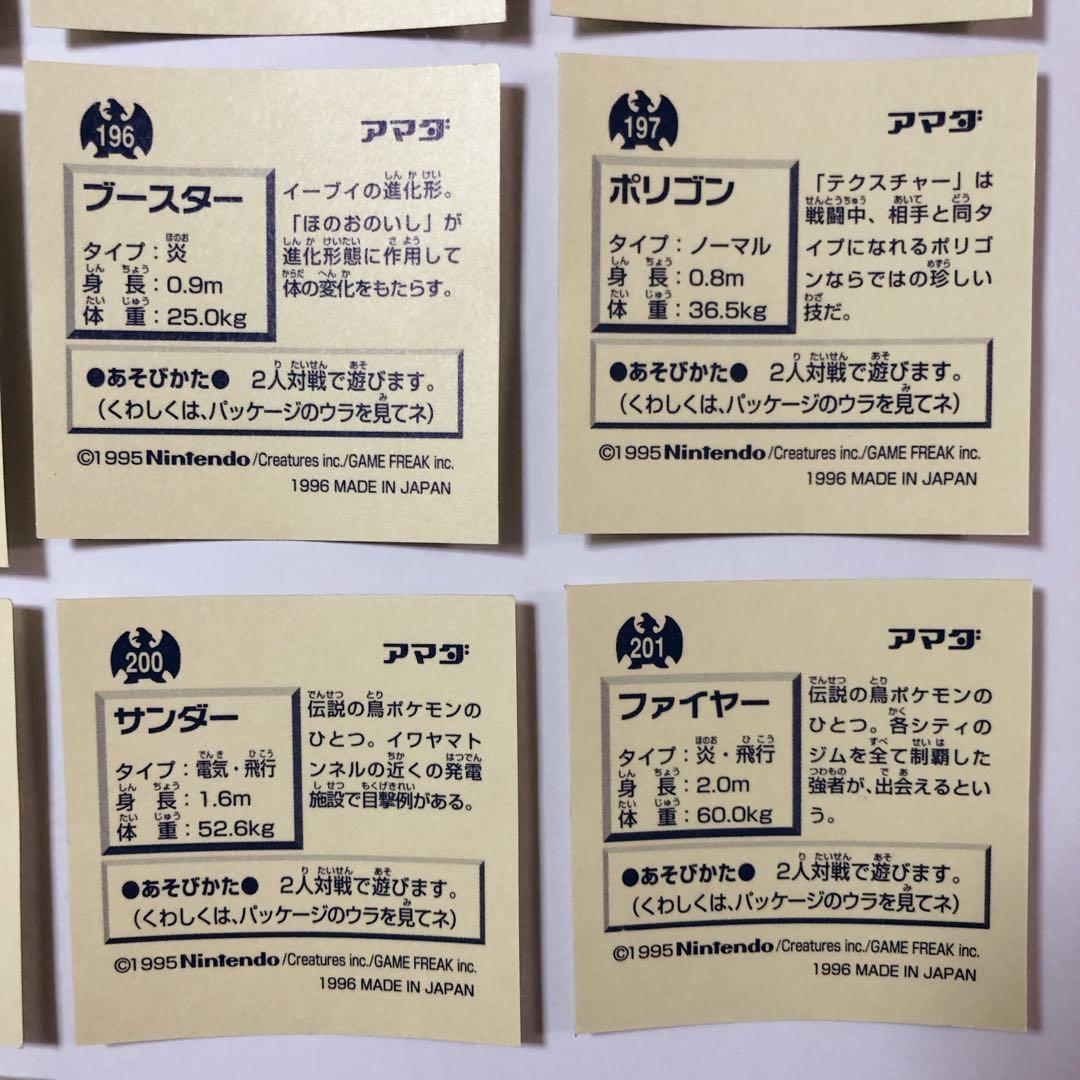 196
アマダ
ブースター
タイプ：炎
身長：0.9m
体重：25.0kg
イーブイの進化形。
「ほのおのいし」が
進化形態に作用して
体の変化をもたらす。
●あそびかた● 2人対戦で遊びます。
(くわしくは、パッケージのウラを見てネ)
©1995 Nintendo/Creatures inc./GAME FREAK inc.
1996 MADE IN JAPAN
197
アマダ
ポリゴン
タイプ：ノーマル
身長：0.8m
体重：36.5kg
「テクスチャー」は
戦闘中、相手と同タ
イプになれるポリゴ
ンならではの珍しい
技だ。
●あそびかた● 2人対戦で遊びます。
(くわしくは、パッケージのウラを見てネ)
©1995 Nintendo/Creatures inc./GAME FREAK inc.
1996 MADE IN JAPAN
200
アマダ
サンダー
タイプ：電気・飛行
身長：1.6m
体重：52.6kg
伝説の鳥ポケモンの
ひとつ。イワヤマト
ンネルの近くの発電
施設で目撃例がある。
●あそびかた● 2人対戦で遊びます。
(くわしくは、パッケージのウラを見てネ)
©1995 Nintendo/Creatures inc./GAME FREAK inc.
1996 MADE IN JAPAN
201
アマダ
ファイヤー
タイプ：炎・飛行
身長：2.0m
体重：60.0kg
伝説の鳥ポケモンの
ひとつ。各シティの
ジムを全て制覇した
強者が、出会えるとい
う。
●あそびかた● 2人対戦で遊びます。
(くわしくは、パッケージのウラを見てネ)
©1995 Nintendo/Creatures inc./GAME FREAK inc.
1996 MADE IN JAPAN